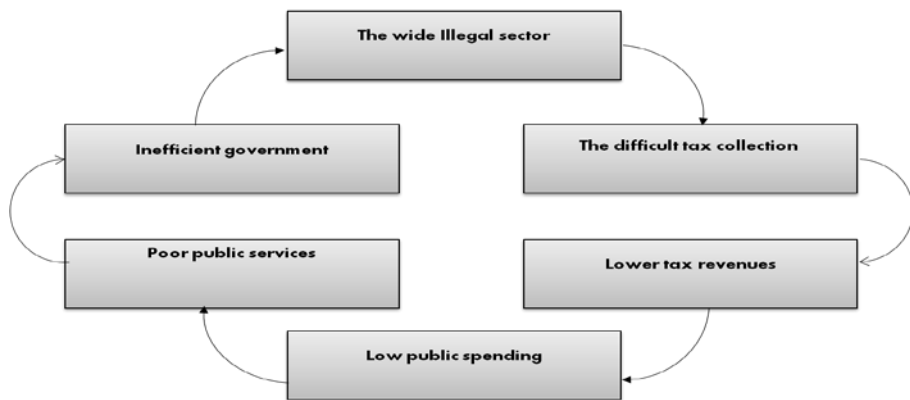 The wide Illegal sector
Inefficient government
The difficult tax collection
Poor public services
Lower tax revenues
Low public spending